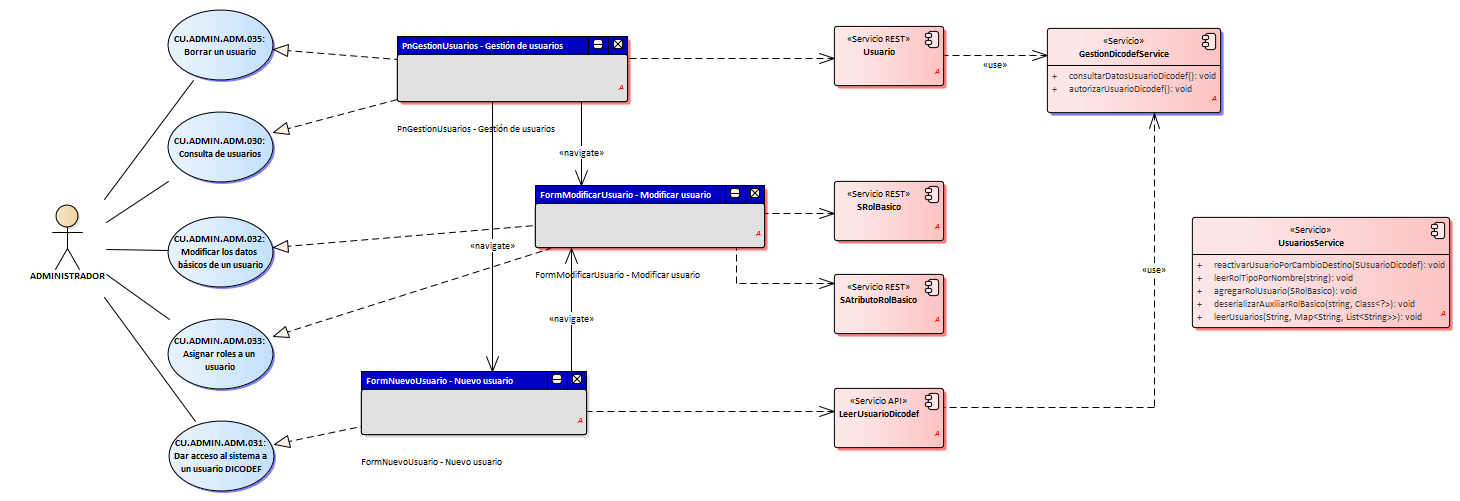 CU.ADMIN.ADM.035:
Borrar un usuario
CU.ADMIN.ADM.030:
Consulta de usuarios
ADMINISTRADOR
CU.ADMIN.ADM.032:
Modificar los datos
básicos de un usuario
CU.ADMIN.ADM.033:
Asignar roles a un
usuario
CU.ADMIN.ADM.031:
Dar acceso al sistema a
un usuario DICODEF
PnGestionUsuarios - Gestión de usuarios
A
PnGestionUsuarios - Gestión de usuarios
«navigate»
FormModificarUsuario - Modificar usuario
A
«navigate»
FormModificarUsuario - Modificar usuario
«navigate»
FormNuevoUsuario - Nuevo usuario
A
FormNuevoUsuario - Nuevo usuario
«Servicio REST»
Usuario
A
«use»
«Servicio REST»
SRolBasico
A
«Servicio REST»
SAtributoRolBasico
A
«Servicio API»
LeerUsuarioDicodef
A
«Servicio»
GestionDicodefService
+ consultarDatosUsuarioDicodef(): void
+ autorizarUsuarioDicodef(): void
A
«use»
«Servicio»
UsuariosService
+ reactivarUsuarioPorCambioDestino(SUsuarioDicodef): void
+ leerRolTipoPorNombre(string): void
+ agregarRolUsuario(SRolBasico): void
+ deserializarAuxiliarRolBasico(string, Class<?>): void
+ leerUsuarios(String, Map<String, List<String>>): void
A